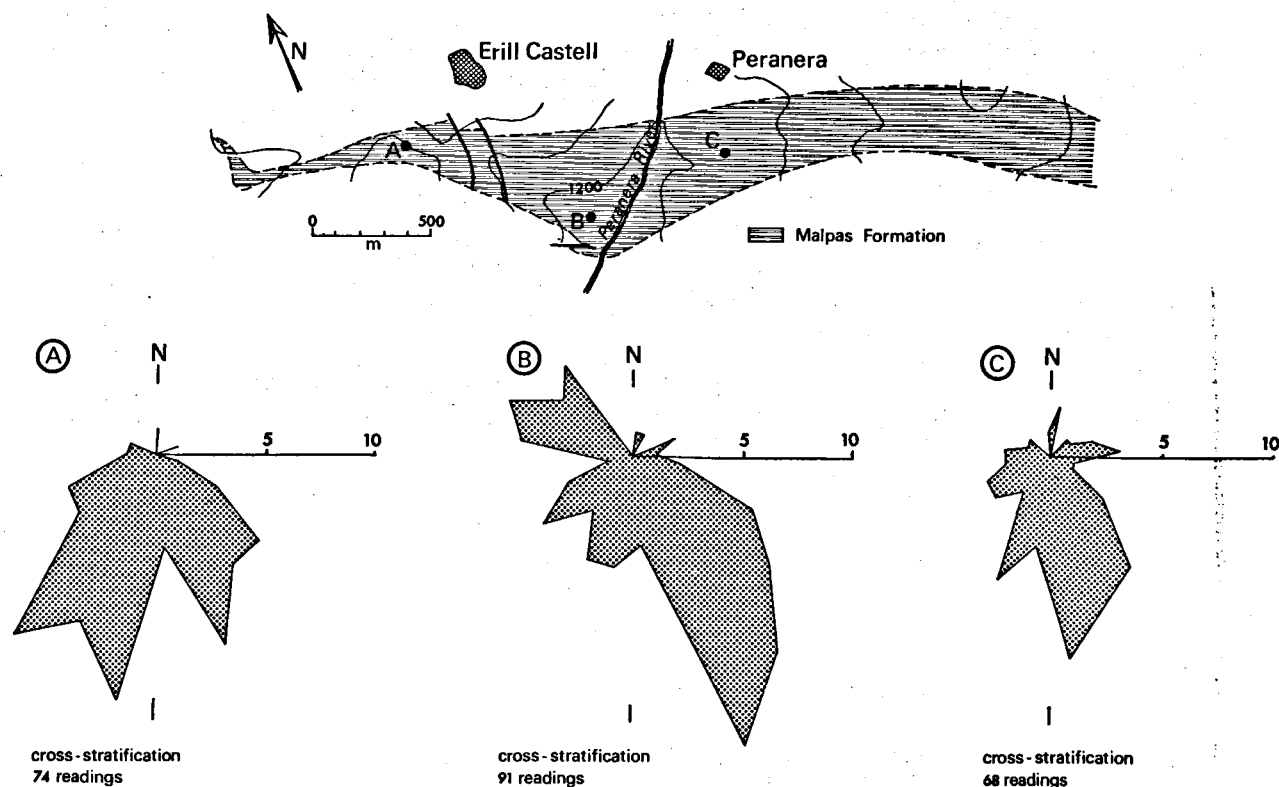 N
Erill Castell
Peranera
A
C
1200
B
Peranera River
0 500
m
Malpas Formation
A
N
5 10
cross-stratification
74 readings
B
N
5 10
cross-stratification
91 readings
C
N
5 10
cross-stratification
68 readings